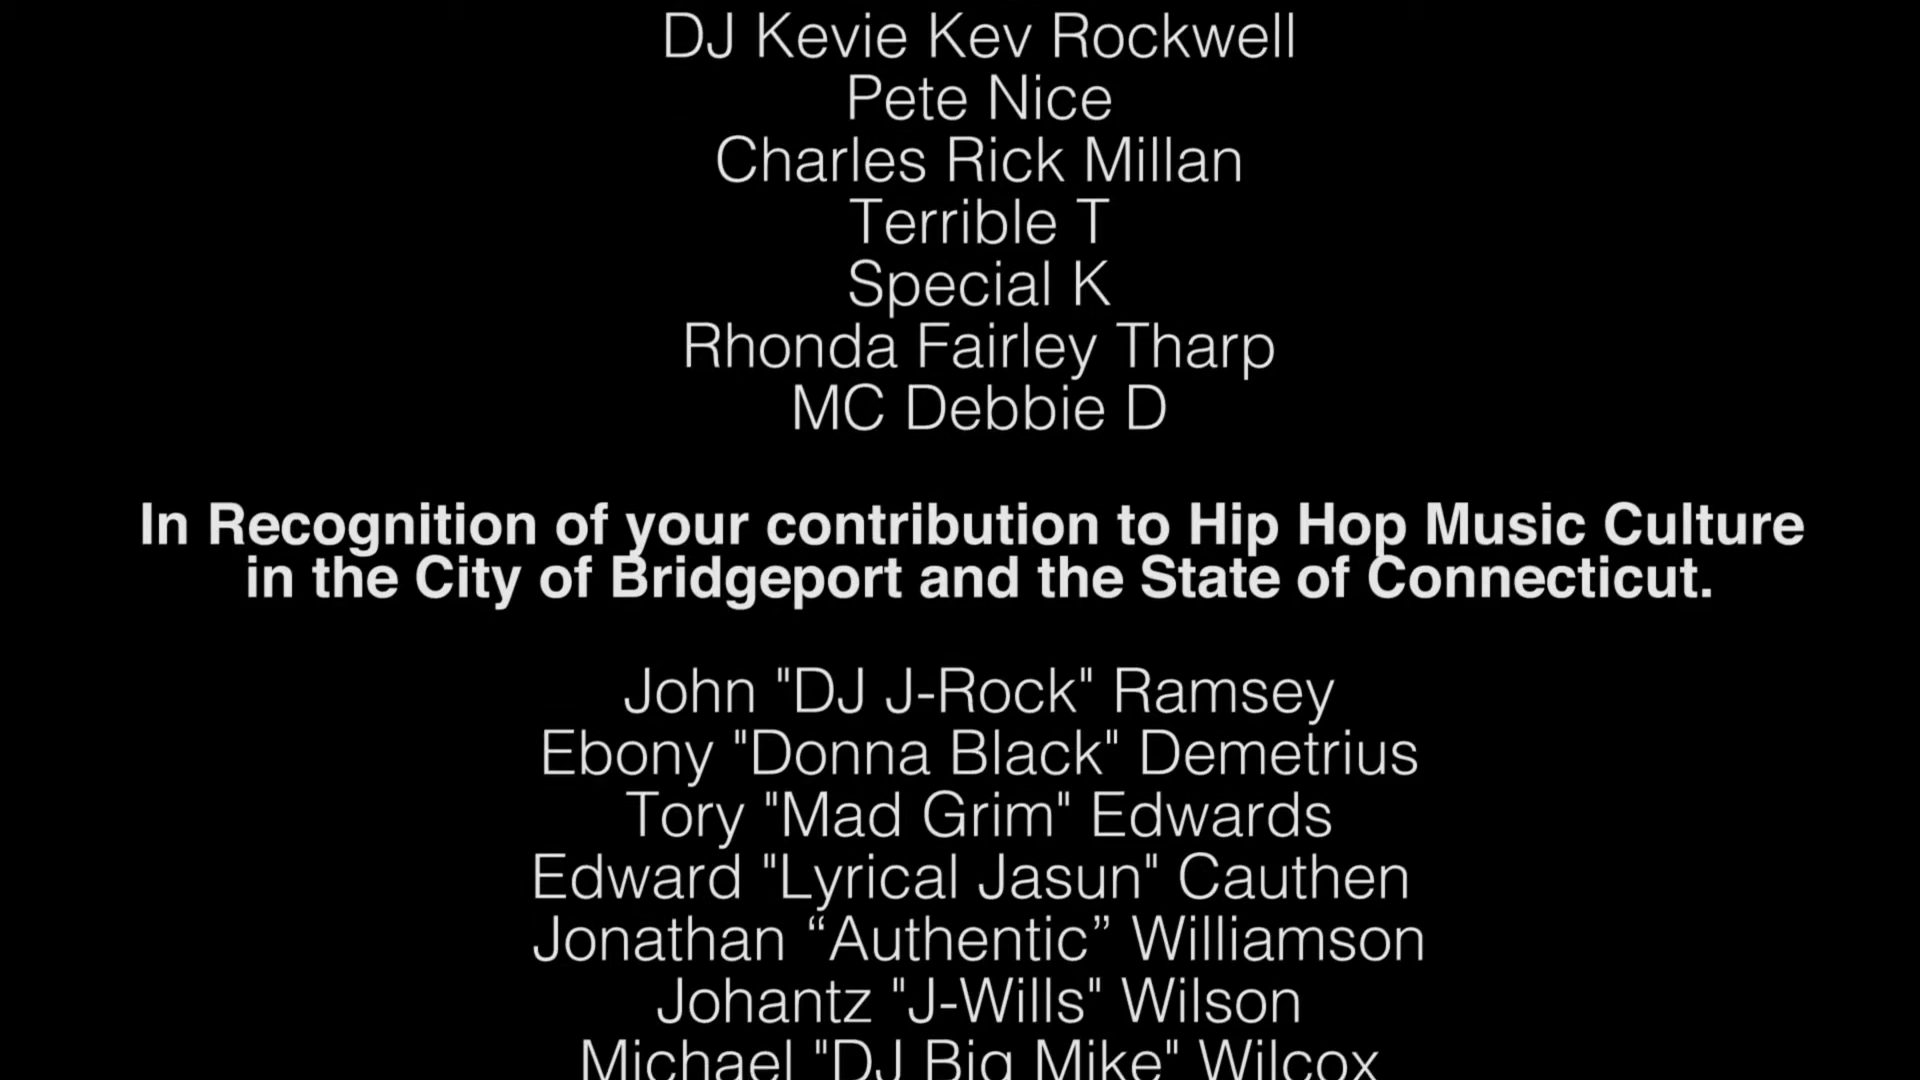 DJ Kevie Kev Rockwell
Pete Nice
Charles Rick Millan
Terrible T
Special K
Rhonda Fairley Tharp
MC Debbie D
In Recognition of your contribution to Hip Hop Music Culture
in the City of Bridgeport and the State of Connecticut.
John "DJ J-Rock" Ramsey
Ebony "Donna Black" Demetrius
Tory "Mad Grim" Edwards
Edward "Lyrical Jasun" Cauthen
Jonathan “Authentic” Williamson
Johantz "J-Wills" Wilson
Michael "DJ Big Mike" Wilcox